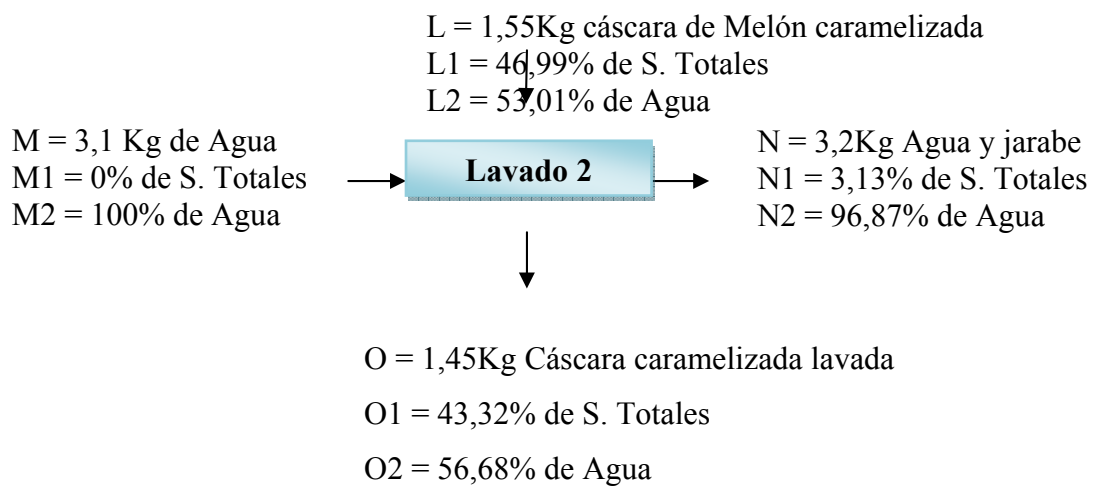 L = 1,55Kg cáscara de Melón caramelizada
L1 = 46,99% de S. Totales
L2 = 53,01% de Agua
M = 3,1 Kg de Agua
M1 = 0% de S. Totales
M2 = 100% de Agua
Lavado 2
N = 3,2Kg Agua y jarabe
N1 = 3,13% de S. Totales
N2 = 96,87% de Agua
O = 1,45Kg Cáscara caramelizada lavada
O1 = 43,32% de S. Totales
O2 = 56,68% de Agua